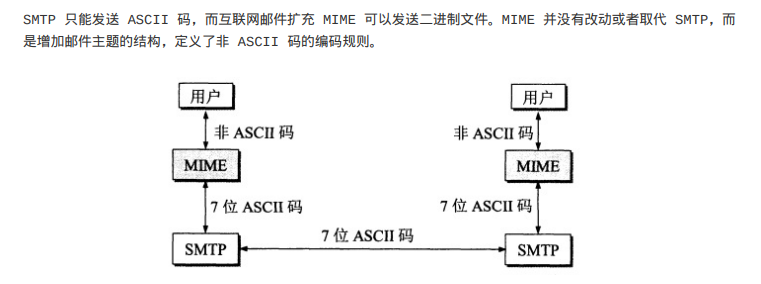 SMTP 只能发送 ASCII 码，而互联网邮件扩充 MIME 可以发送二进制文件。MIME 并没有改动或者取代 SMTP，而
是增加邮件主题的结构，定义了非 ASCII 码的编码规则。
用户
用户
非 ASCII 码
非 ASCII 码
MIME
MIME
7 位 ASCII 码
7 位 ASCII 码
7 位 ASCII 码
SMTP
SMTP